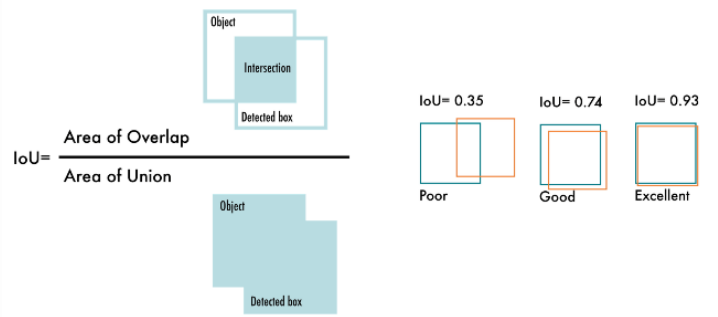 Object
Intersection
Detected box
IoU=
Area of Overlap
Area of Union
Object
Detected box
IoU= 0.35
IoU= 0.74
IoU= 0.93
Poor
Good
Excellent